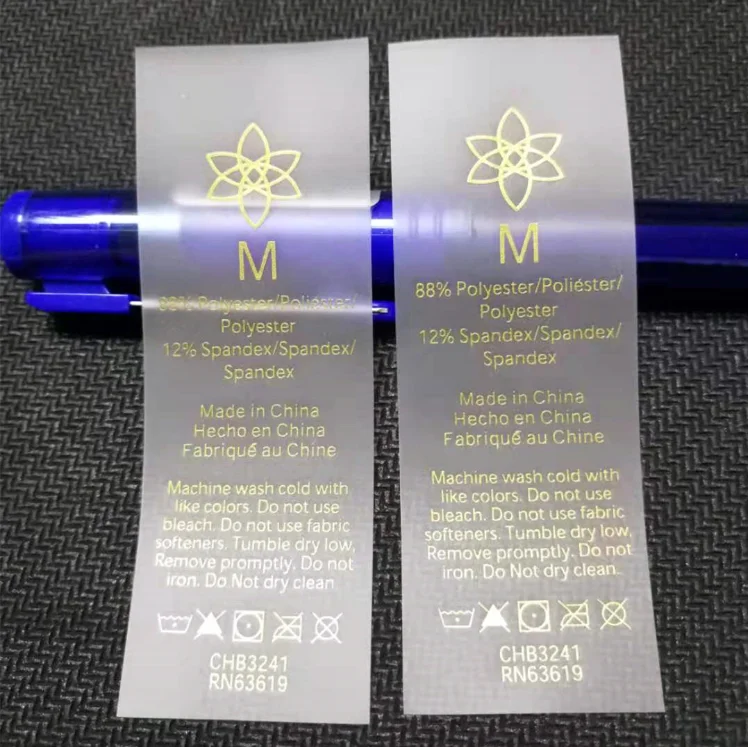 M
88% Polyester/Poliéster/
Polyester
12% Spandex/Spandex/
Spandex
Made in China
Hecho en China
Fabriqué au Chine
Machine wash cold with
like colors. Do not use
bleach. Do not use fabric
softeners. Tumble dry low,
Remove promptly. Do not
iron. Do Not dry clean
CHB3241
RN63619
M
88% Polyester/Poliéster/
Polyester
12% Spandex/Spandex/
Spandex
Made in China
Hecho en China
Fabriqué au Chine
Machine wash cold with
like colors. Do not use
bleach. Do not use fabric
softeners. Tumble dry low,
Remove promptly. Do not
iron. Do Not dry clean.
CHB3241
RN63619